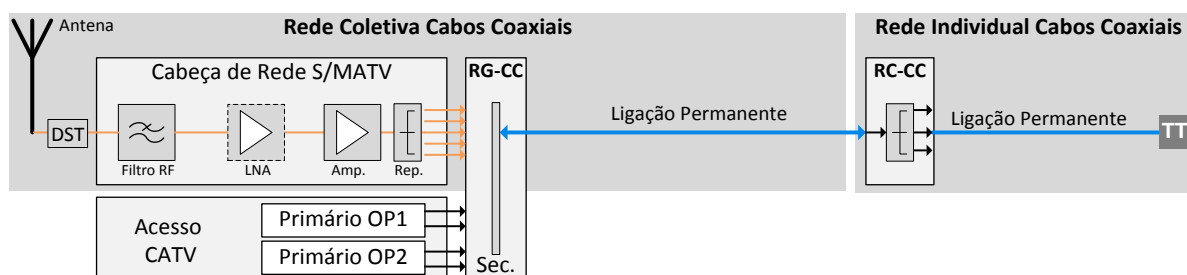 Antena
Rede Coletiva Cabos Coaxiais
Rede Individual Cabos Coaxiais
Cabeça de Rede S/MATV
RG-CC
RC-CC
Ligação Permanente
Ligação Permanente
DST
TT
Filtro RF
LNA
Amp.
Rep.
Acesso
CATV
Primário OP1
Primário OP2
Sec.